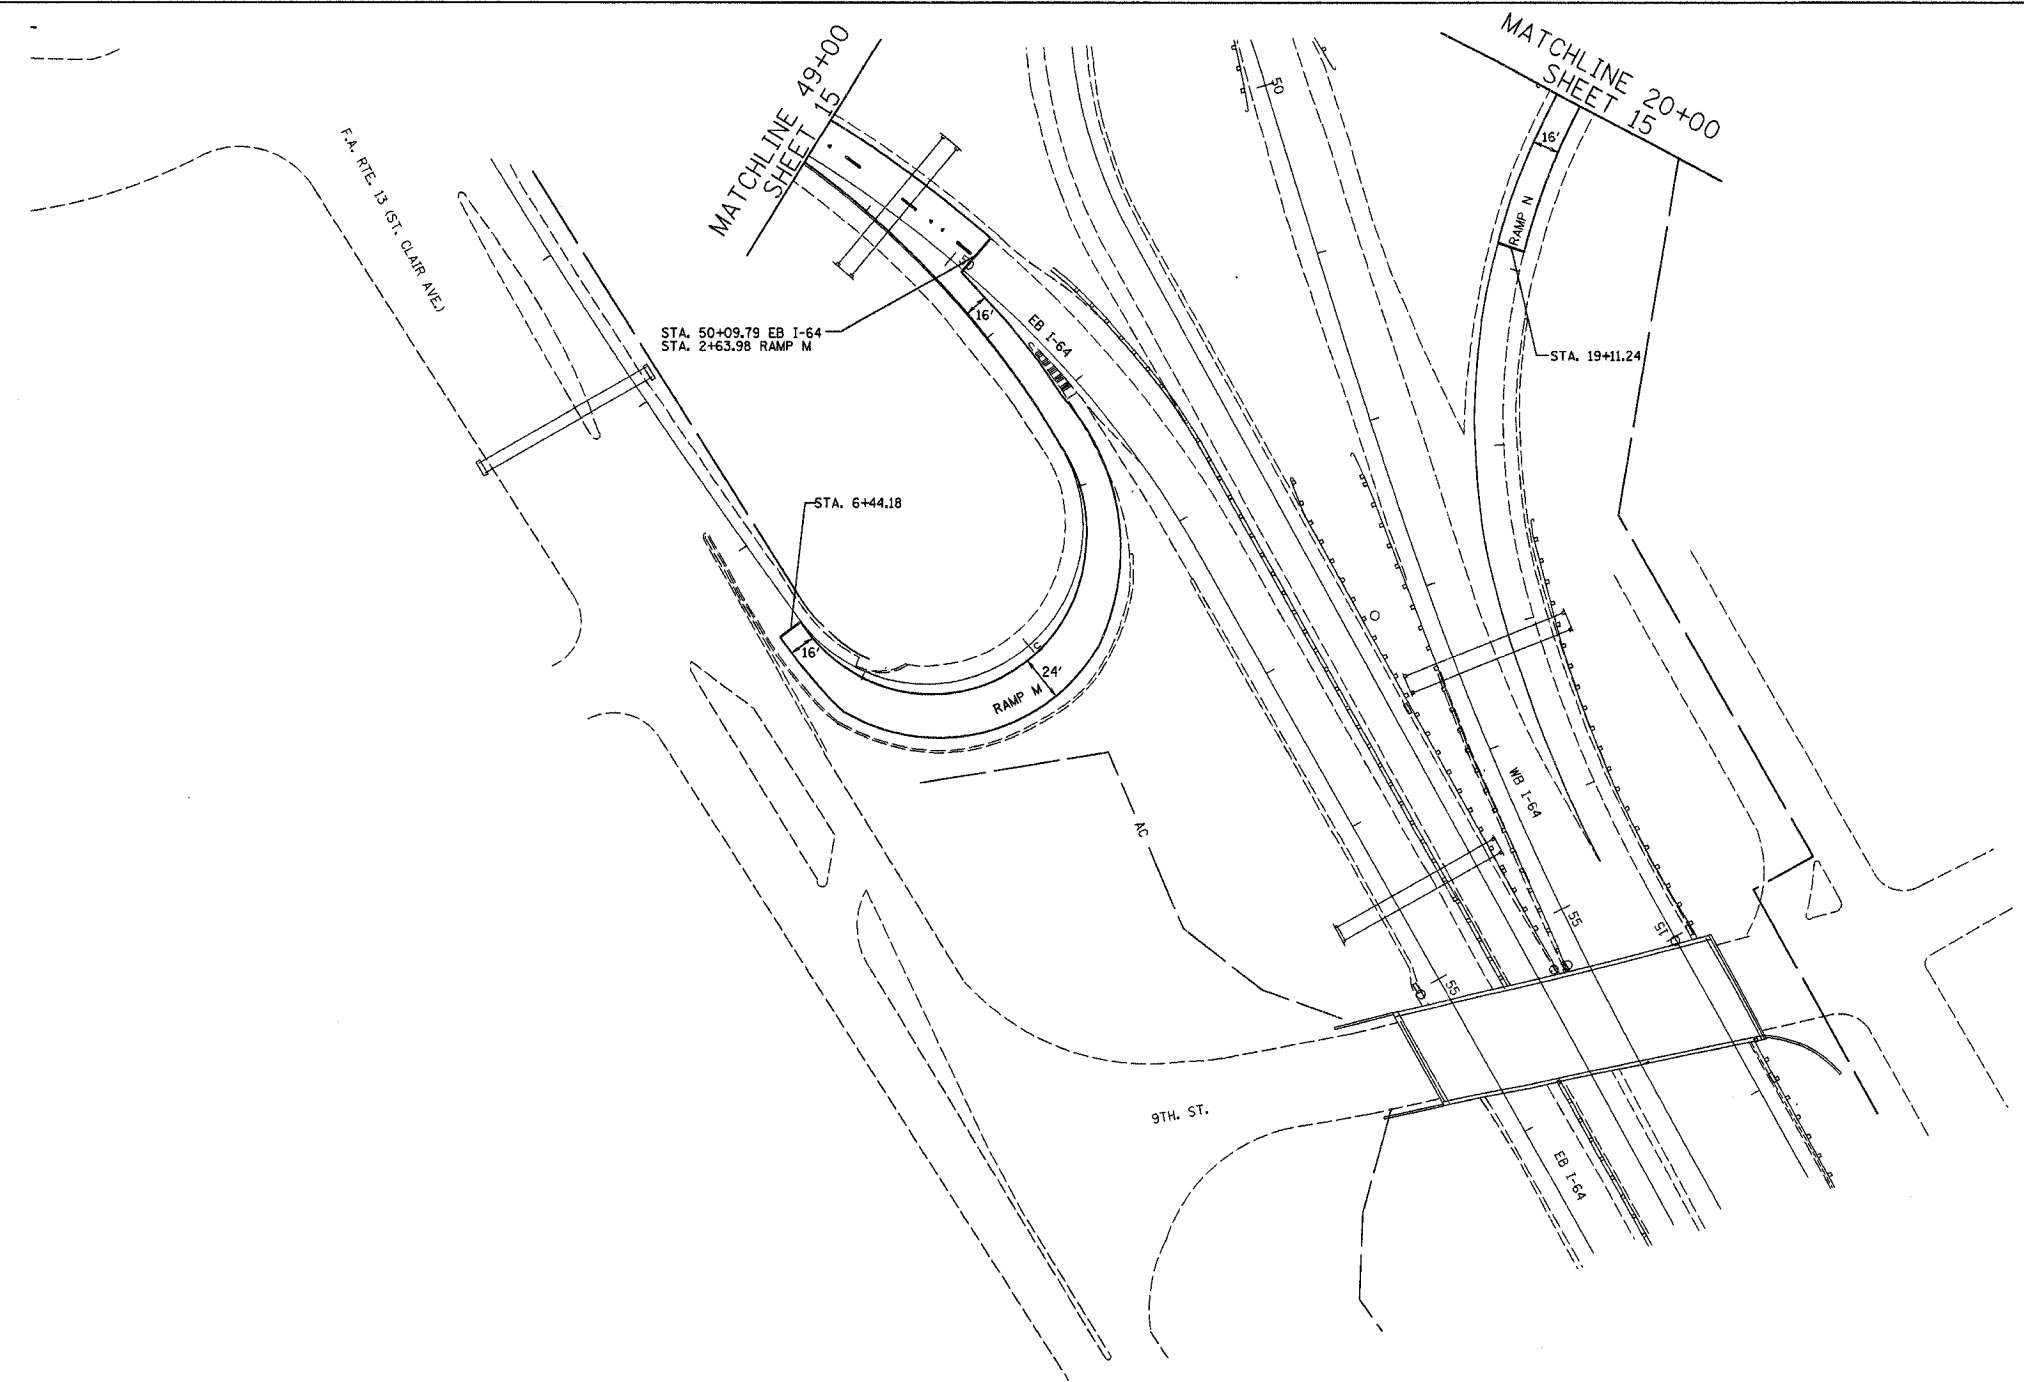 MATCHLINE 49+00
SHEET 15
MATCHLINE 20+00
SHEET 15
50
16'
RAMP N
F.A. RTE. 13 (ST. CLAIR AVE.)
50
STA. 50+09.79 EB I-64
STA. 2+63.98 RAMP M
16'
EB I-64
STA. 19+11.24
STA. 6+44.18
16'
5
24'
RAMP M
WB I-64
AC
55
15
55
9TH. ST.
EB I-64